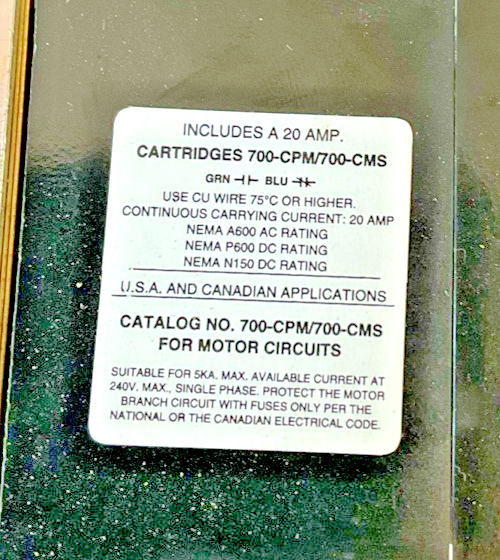 INCLUDES A 20 AMP.
CARTRIDGES 700-CPM/700-CMS
GRN ⊣⊢ BLU
USE CU WIRE 75°C OR HIGHER.
CONTINUOUS CARRYING CURRENT: 20 AMP
NEMA A600 AC RATING
NEMA P600 DC RATING
NEMA N150 DC RATING
U.S.A. AND CANADIAN APPLICATIONS
CATALOG NO. 700-CPM/700-CMS
FOR MOTOR CIRCUITS
SUITABLE FOR 5KA. MAX. AVAILABLE CURRENT AT
240V. MAX., SINGLE PHASE. PROTECT THE MOTOR
BRANCH CIRCUIT WITH FUSES ONLY PER THE
NATIONAL OR THE CANADIAN ELECTRICAL CODE.